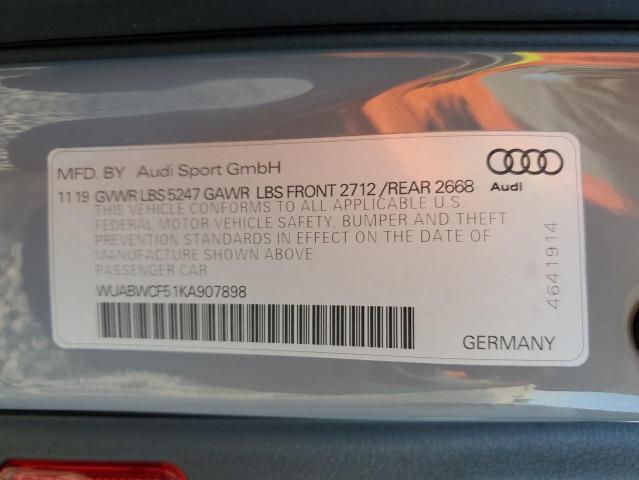 MFD. BY Audi Sport GmbH
11 19 GVWR LBS 5247 GAWR LBS FRONT 2712 /REAR 2668
THIS VEHICLE CONFORMS TO ALL APPLICABLE U.S.
FEDERAL MOTOR VEHICLE SAFETY, BUMPER AND THEFT
PREVENTION STANDARDS IN EFFECT ON THE DATE OF
MANUFACTURE SHOWN ABOVE
PASSENGER CAR
WUABWCF51KA907898
Audi
4641914
GERMANY